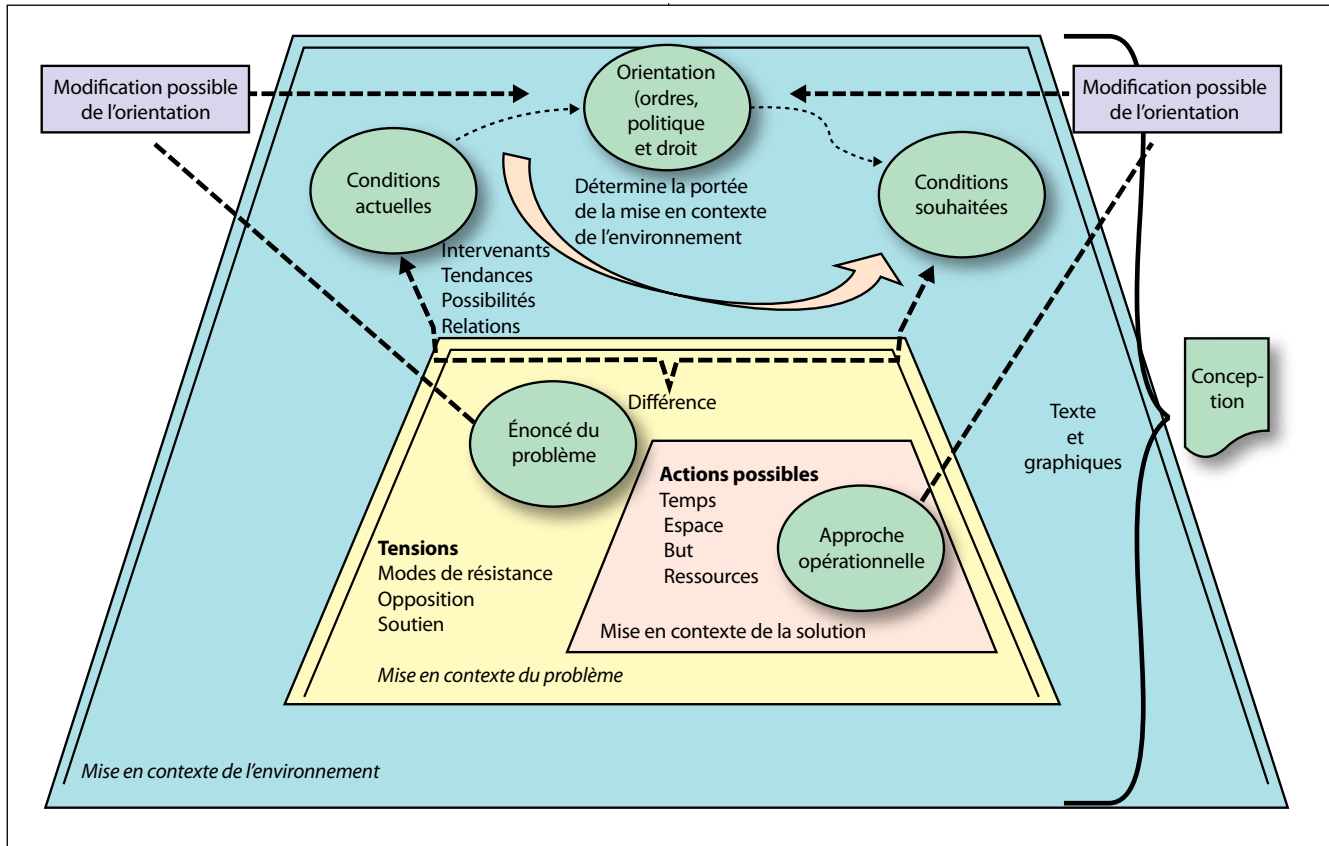 Modification possible
de l’orientation
Orientation
(ordres,
politique
et droit
Modification possible
de l’orientation
Conditions
actuelles
Détermine la portée
de la mise en contexte
de l’environnement
Conditions
souhaitées
Intervenants
Tendances
Possibilités
Relations
Différence
Énoncé du
problème
Texte
et
graphiques
Concep-
tion
Actions possibles
Temps
Espace
But
Ressources
Approche
opérationnelle
Tensions
Modes de résistance
Opposition
Soutien
Mise en contexte de la solution
Mise en contexte du problème
Mise en contexte de l’environnement